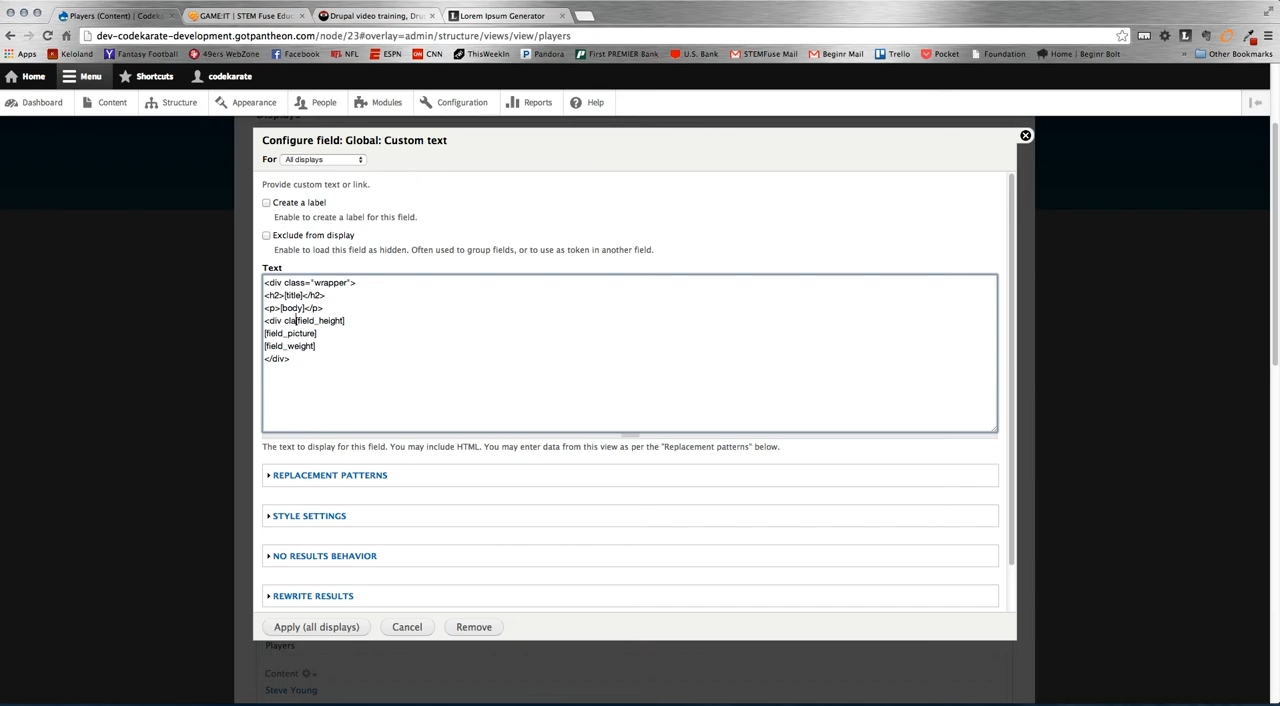 Players (Content) | Codek
GAME:IT | STEM Fuse Educ
Drupal video training, Dr
Lorem Ipsum Generator
dev-codekarate-development.gotpantheon.com/node/23#overlay=admin/structure/views/view/players
Apps Keloland Fantasy Football 49ers WebZone Facebook NFL ESPN CNN ThisWeekIn Pandora First PREMIER Bank U.S. Bank STEMFuse Mail Beginr Mail Trello Pocket Foundation Home | Beginr Bolt » Other Bookmarks
Home Menu Shortcuts codekarate
Dashboard Content Structure Appearance People Modules Configuration Reports Help
Displays
Configure field: Global: Custom text
For All displays
Provide custom text or link.
Create a label
Enable to create a label for this field.
Exclude from display
Enable to load this field as hidden. Often used to group fields, or to use as token in another field.
Text
<div class="wrapper">
<h2>[title]</h2>
<p>[body]</p>
<div cla[field_height]
[field_picture]
[field_weight]
</div>
The text to display for this field. You may include HTML. You may enter data from this view as per the "Replacement patterns" below.
REPLACEMENT PATTERNS
STYLE SETTINGS
NO RESULTS BEHAVIOR
REWRITE RESULTS
Apply (all displays) Cancel Remove
Players
Content
Steve Young